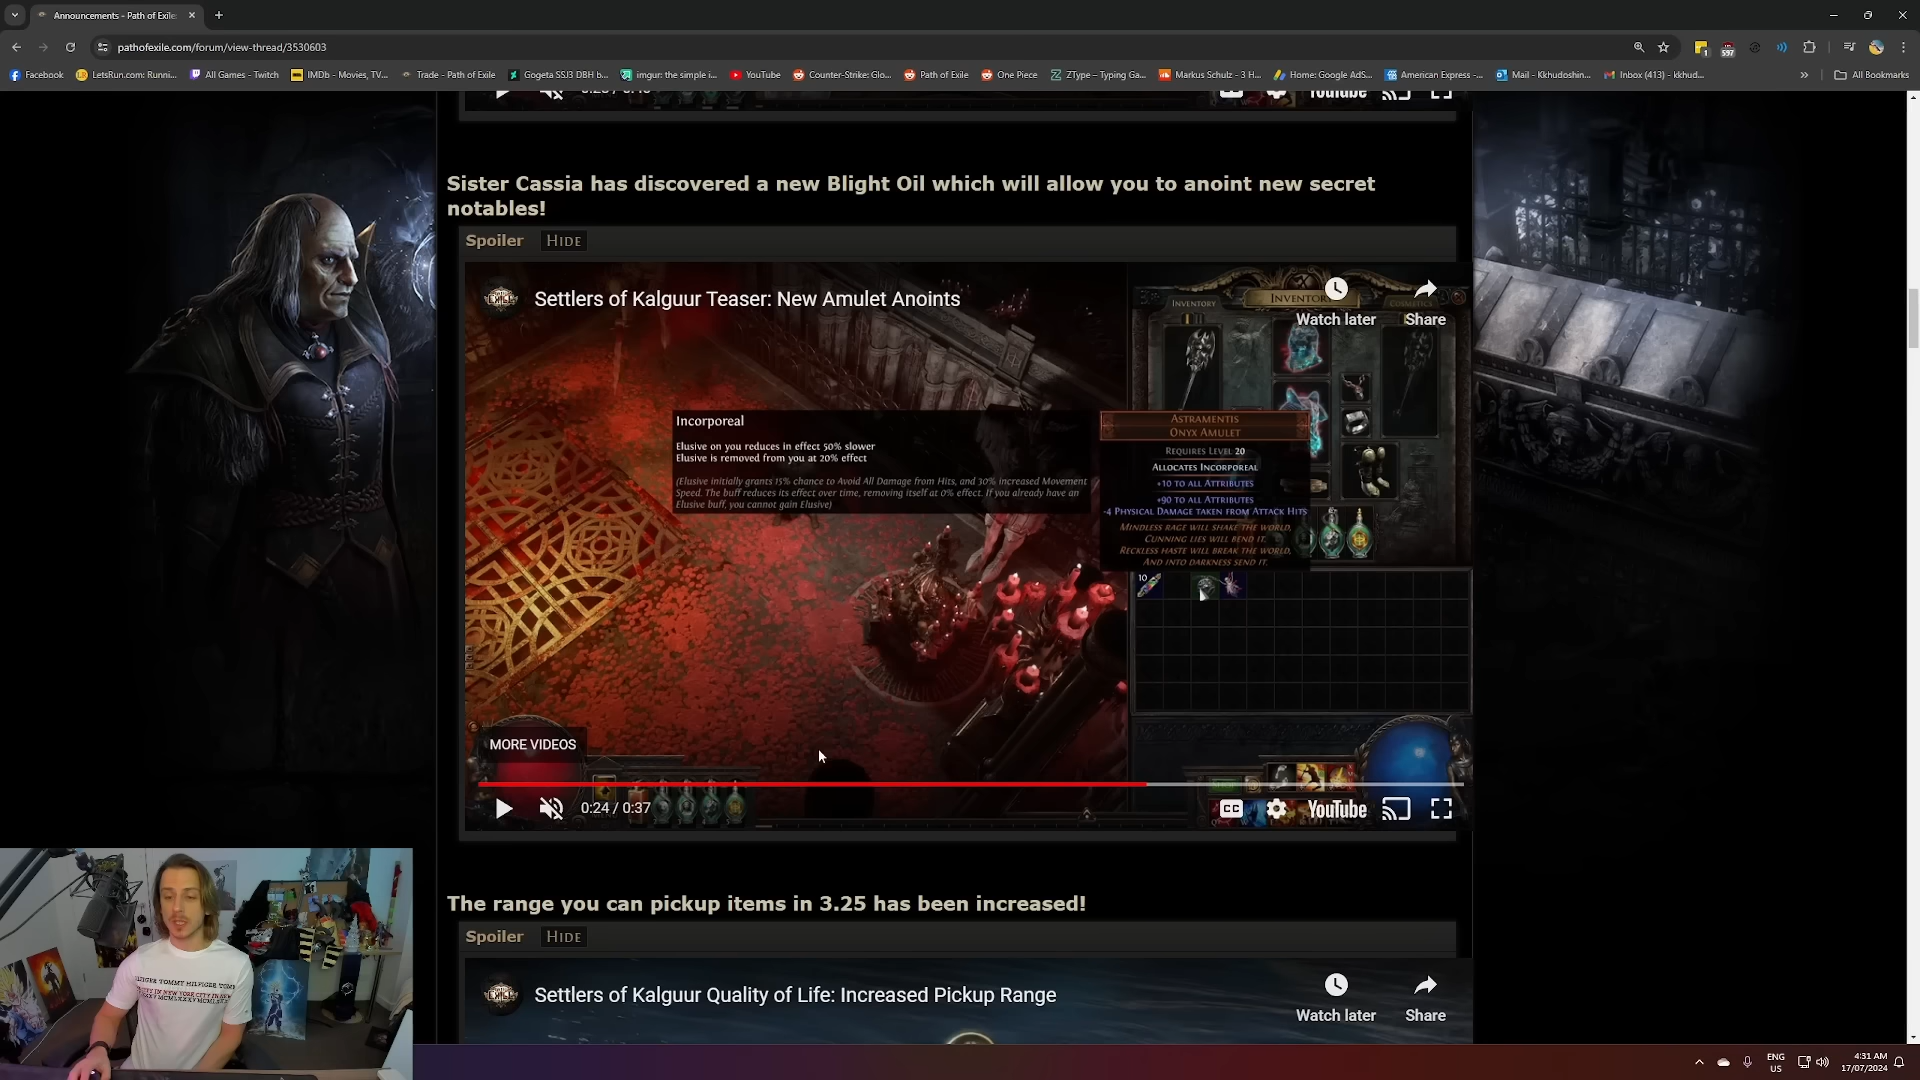 Announcements - Path of Exile
pathofexile.com/forum/view-thread/3530603
1
597
Facebook
LetsRun.com: Runni...
All Games - Twitch
IMDb - Movies, TV...
Trade - Path of Exile
Gogeta SSJ3 DBH b...
imgur: the simple i...
YouTube
Counter-Strike: Glo...
Path of Exile
One Piece
ZType – Typing Ga...
Markus Schulz - 3 H...
Home: Google AdS...
American Express -...
Mail - Kkhudoshin...
Inbox (413) - kkhud...
All Bookmarks
YouTube
Sister Cassia has discovered a new Blight Oil which will allow you to anoint new secret
notables!
Spoiler HIDE
Settlers of Kalguur Teaser: New Amulet Anoints
Watch later
Share
INVENTORY
INVENTORY
COSMETICS
Incorporeal
Elusive on you reduces in effect 50% slower
Elusive is removed from you at 20% effect
(Elusive initially grants 15% chance to Avoid All Damage from Hits, and 30% increased Movement
Speed. The buff reduces its effect over time, removing itself at 0% effect. If you already have an
Elusive buff, you cannot gain Elusive)
ASTRAMENTIS
ONYX AMULET
REQUIRES LEVEL 20
ALLOCATES INCORPOREAL
+10 TO ALL ATTRIBUTES
+90 TO ALL ATTRIBUTES
-4 PHYSICAL DAMAGE TAKEN FROM ATTACK HITS
MINDLESS RAGE WILL SHAKE THE WORLD,
CUNNING LIES WILL BEND IT.
RECKLESS HASTE WILL BREAK THE WORLD,
AND INTO DARKNESS SEND IT.
10
MORE VIDEOS
0:24 / 0:37
CC
YouTube
The range you can pickup items in 3.25 has been increased!
Spoiler HIDE
Settlers of Kalguur Quality of Life: Increased Pickup Range
Watch later
Share
ENG
US
4:31 AM
17/07/2024